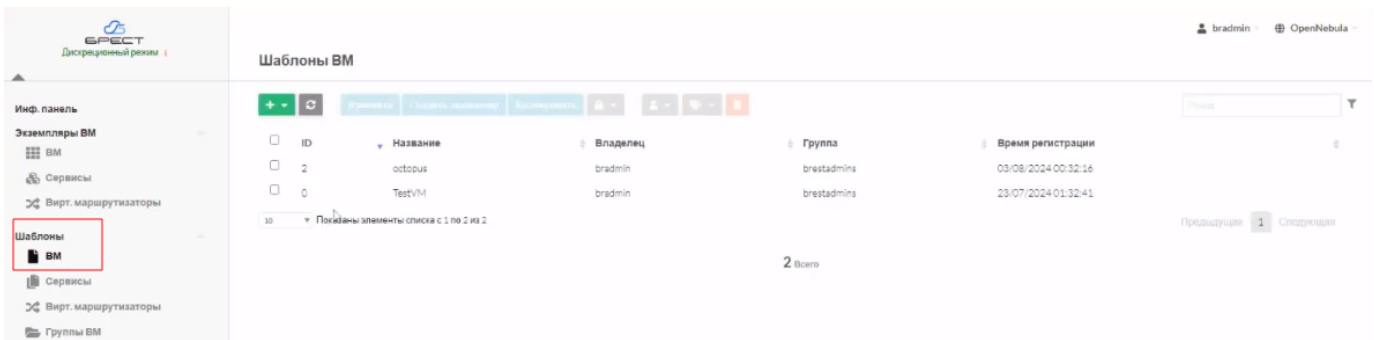 БРЕСТ
Дискреционный режим
bradmin OpenNebula
Шаблоны ВМ
Инф. панель
Экземпляры ВМ
ВМ
Сервисы
Вирт. маршрутизаторы
Шаблоны
ВМ
Сервисы
Вирт. маршрутизаторы
Группы ВМ
Изменить Создать экземпляр Клонировать
Поиск
ID Название Владелец Группа Время регистрации
2 octopus bradmin brestadmins 03/08/2024 00:32:16
0 TestVM bradmin brestadmins 23/07/2024 01:32:41
10 Показаны элементы списка с 1 по 2 из 2
Предыдущая 1 Следующая
2 Всего